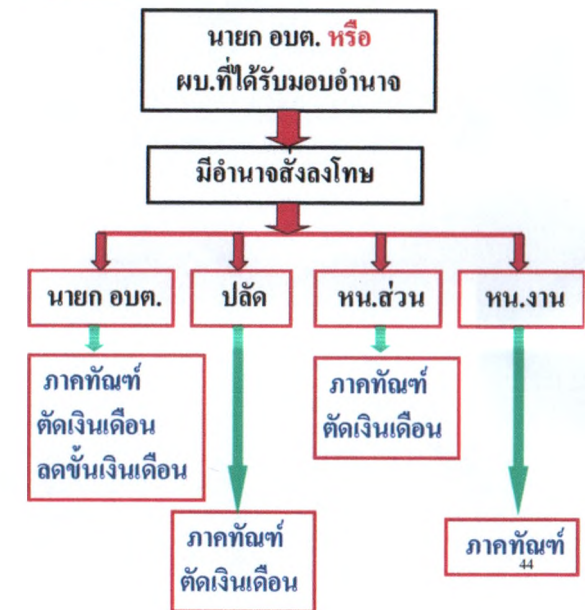 นายก อบต. หรือ
ผบ.ที่ได้รับมอบอำนาจ
มีอำนาจสั่งลงโทษ
นายก อบต.
ปลัด
หน.ส่วน
หน.งาน
ภาคทัณฑ์
ตัดเงินเดือน
ลดขั้นเงินเดือน
ภาคทัณฑ์
ตัดเงินเดือน
ภาคทัณฑ์
ตัดเงินเดือน
ภาคทัณฑ์
44